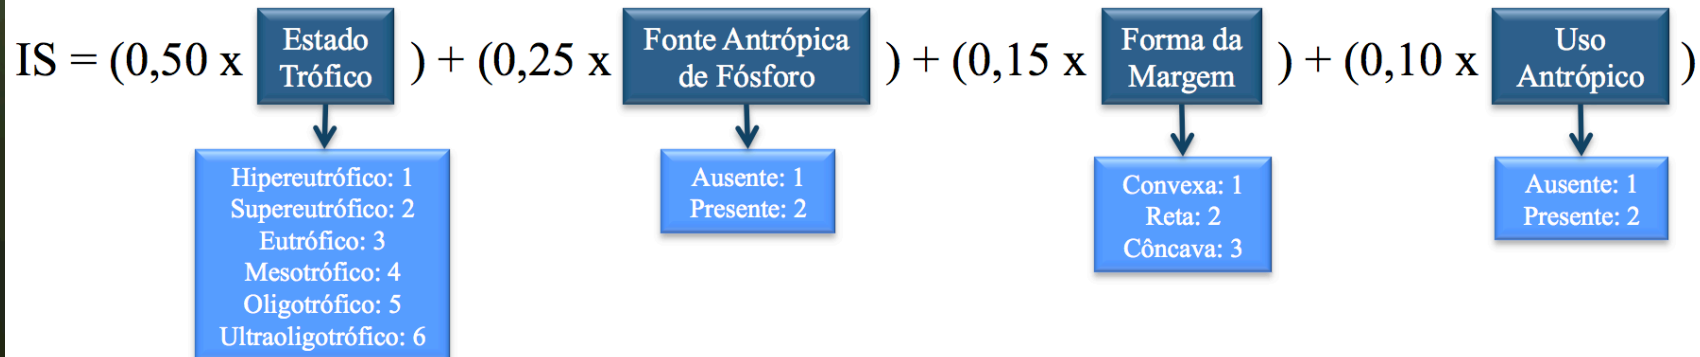 IS = (0,50 x Estado Trófico ) + (0,25 x Fonte Antrópica de Fósforo ) + (0,15 x Forma da Margem ) + (0,10 x Uso Antrópico )
Hipereutrófico: 1
Supereutrófico: 2
Eutrófico: 3
Mesotrófico: 4
Oligotrófico: 5
Ultraoligotrófico: 6
Ausente: 1
Presente: 2
Convexa: 1
Reta: 2
Côncava: 3
Ausente: 1
Presente: 2